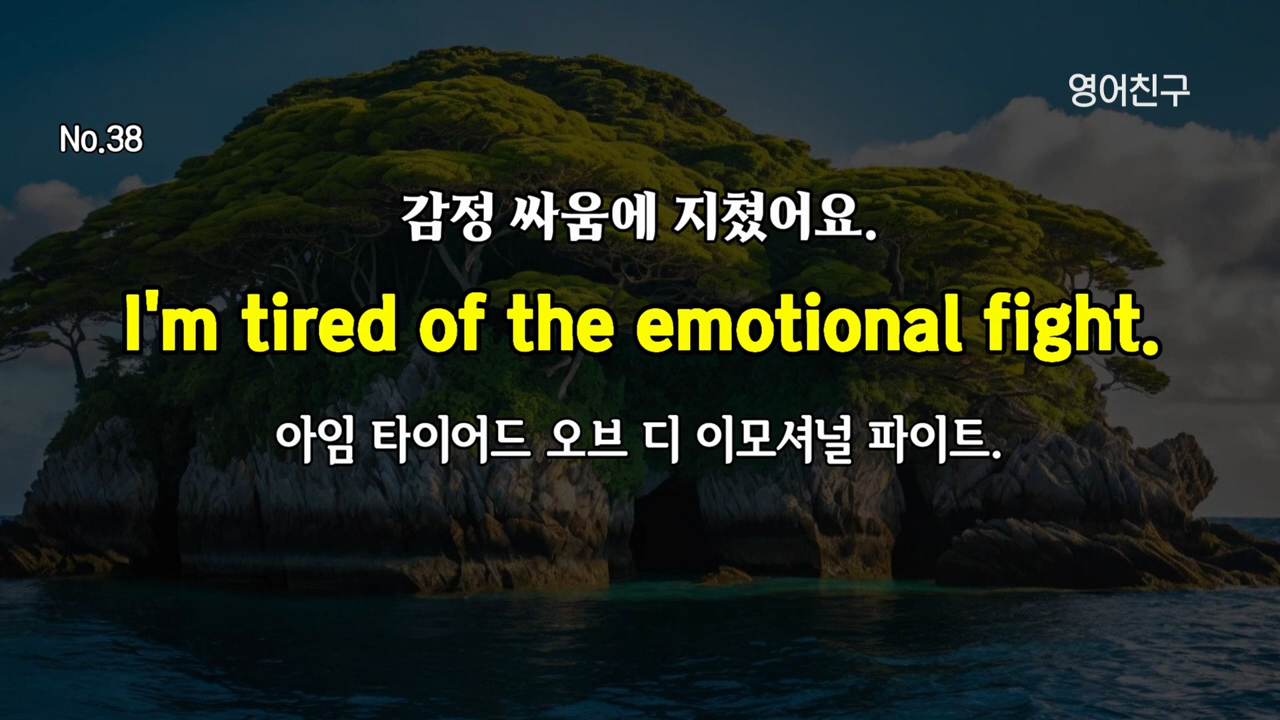 영어친구
No.38
감정 싸움에 지쳤어요.
I'm tired of the emotional fight.
아임 타이어드 오브 디 이모셔널 파이트.